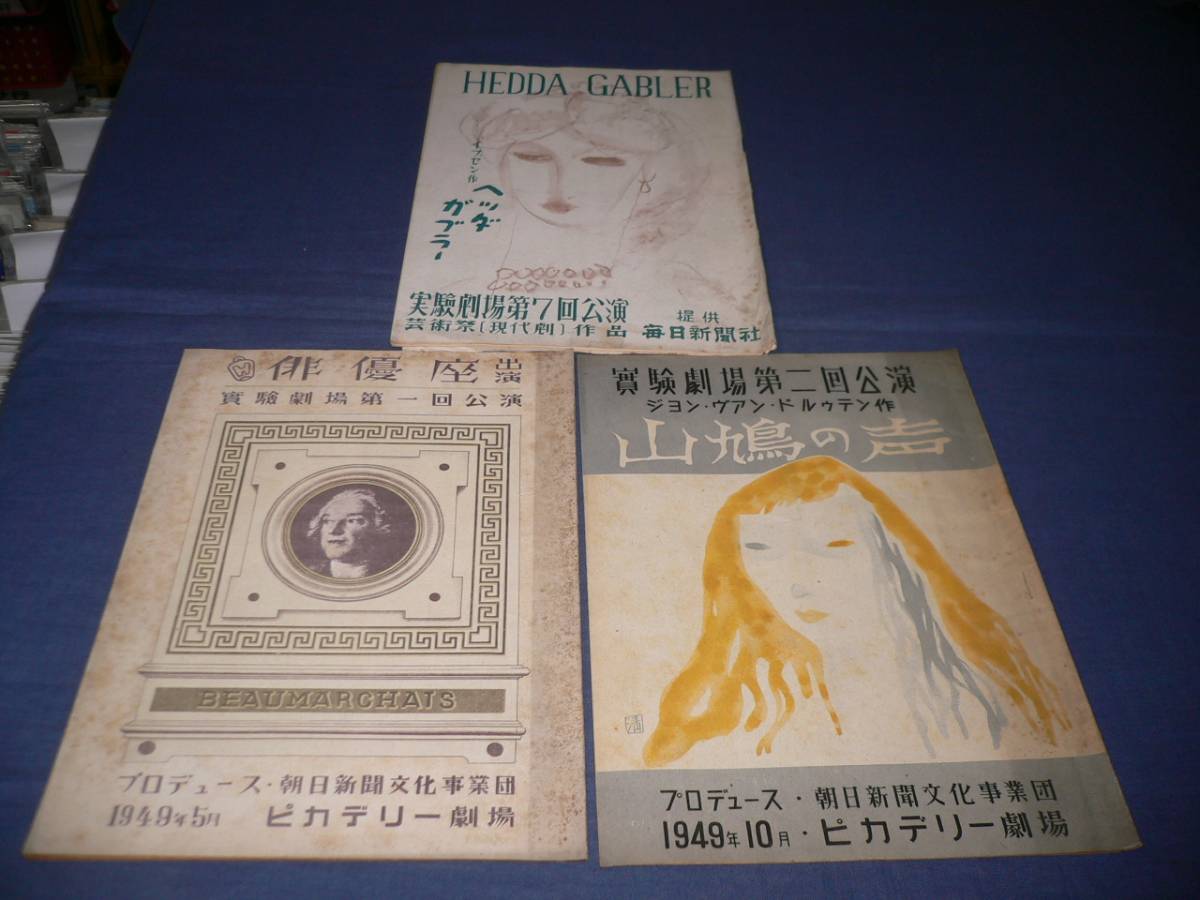 HEDDA GABLER
イプセン作
ヘッダ
ガブラー
実験劇場第7回公演
芸術祭〔現代劇〕作品
提供
毎日新聞社
俳優座 出演
實驗劇場第一回公演
BEAUMARCHAIS
プロデュース・朝日新聞文化事業団
1949年5月 ピカデリー劇場
實驗劇場第二回公演
ジヨン・ヴアン・ドルゥテン作
山鳩の声
プロデュース・朝日新聞文化事業団
1949年10月・ピカデリー劇場